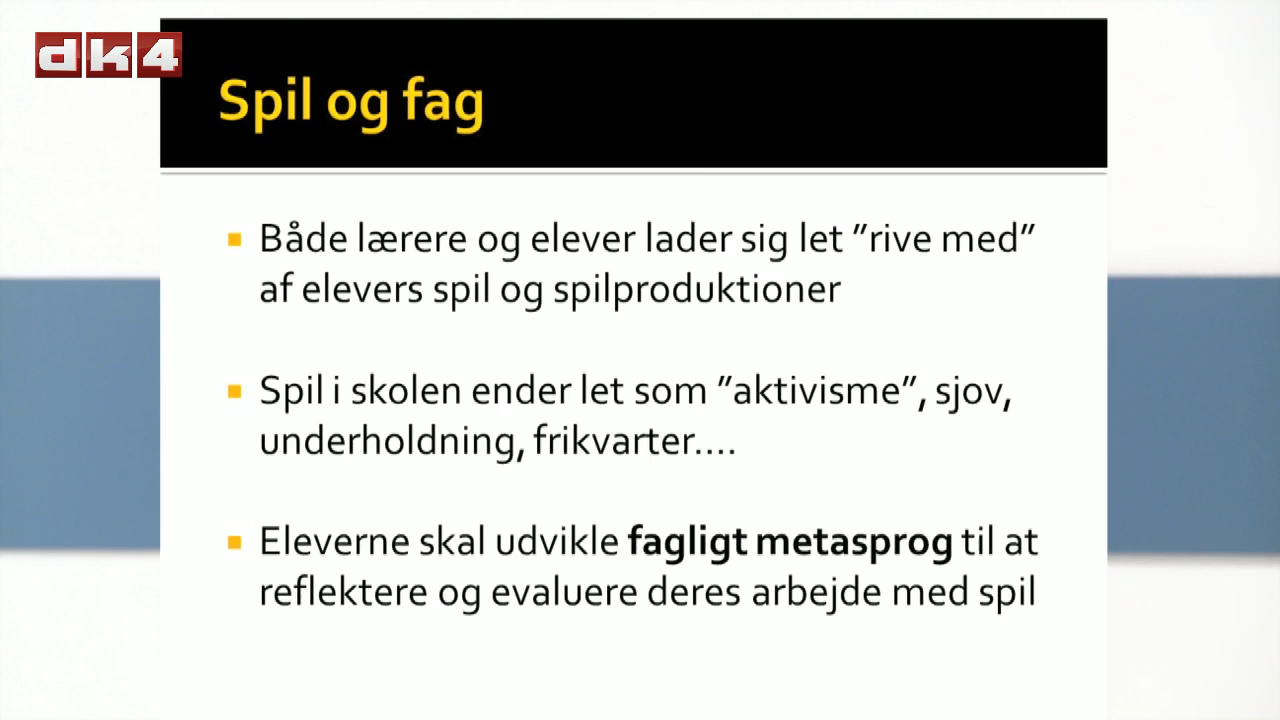 dk4
Spil og fag
Både lærere og elever lader sig let ”rive med”
af elevers spil og spilproduktioner
Spil i skolen ender let som ”aktivisme”, sjov,
underholdning, frikvarter....
Eleverne skal udvikle fagligt metasprog til at
reflektere og evaluere deres arbejde med spil